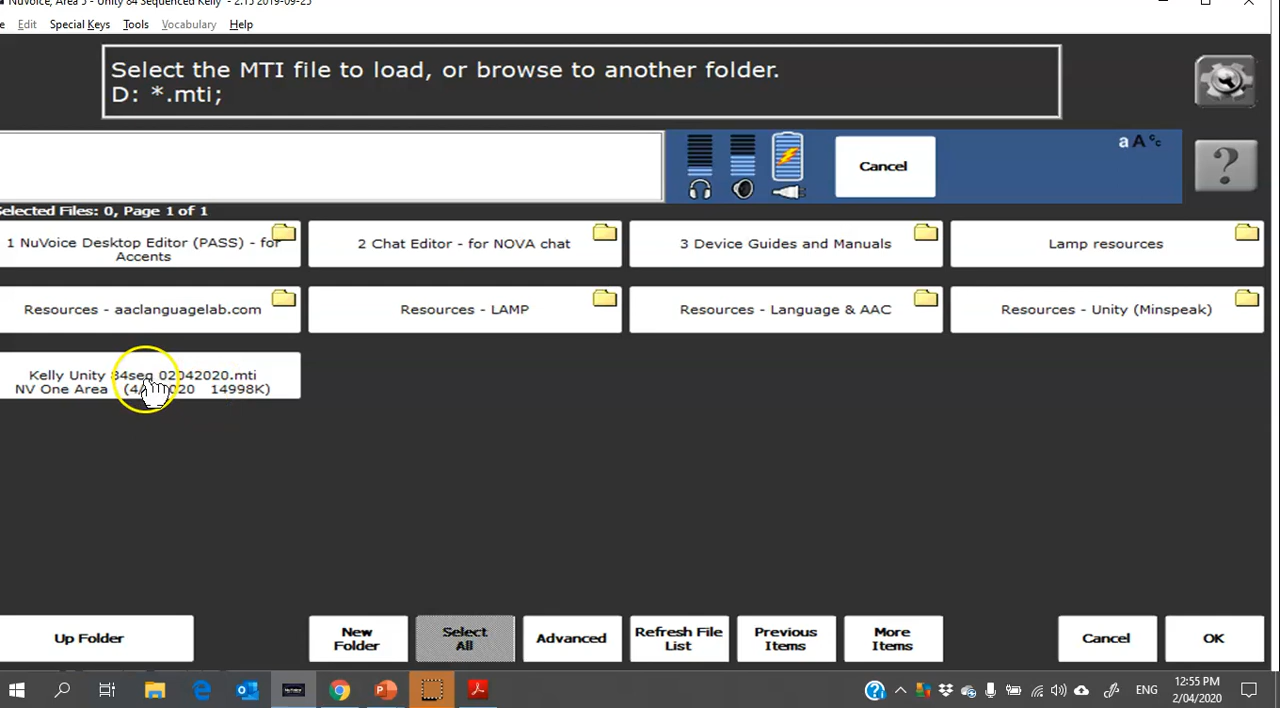 NuVoice, Area 5 - Unity 84 Sequenced Kelly - 2.15 2019-09-25
Edit Special Keys Tools Vocabulary Help
Select the MTI file to load, or browse to another folder.
D: *.mti;
a A c c
Cancel
?
Selected Files: 0, Page 1 of 1
1 NuVoice Desktop Editor (PASS) - for
Accents
2 Chat Editor - for NOVA chat
3 Device Guides and Manuals
Lamp resources
Resources - aaclanguagelab.com
Resources - LAMP
Resources - Language & AAC
Resources - Unity (Minspeak)
Kelly Unity 84seq 02042020.mti
NV One Area (4/ 2020 14998K)
Up Folder
New
Folder
Select
All
Advanced
Refresh File
List
Previous
Items
More
Items
Cancel
OK
ENG
12:55 PM
2/04/2020